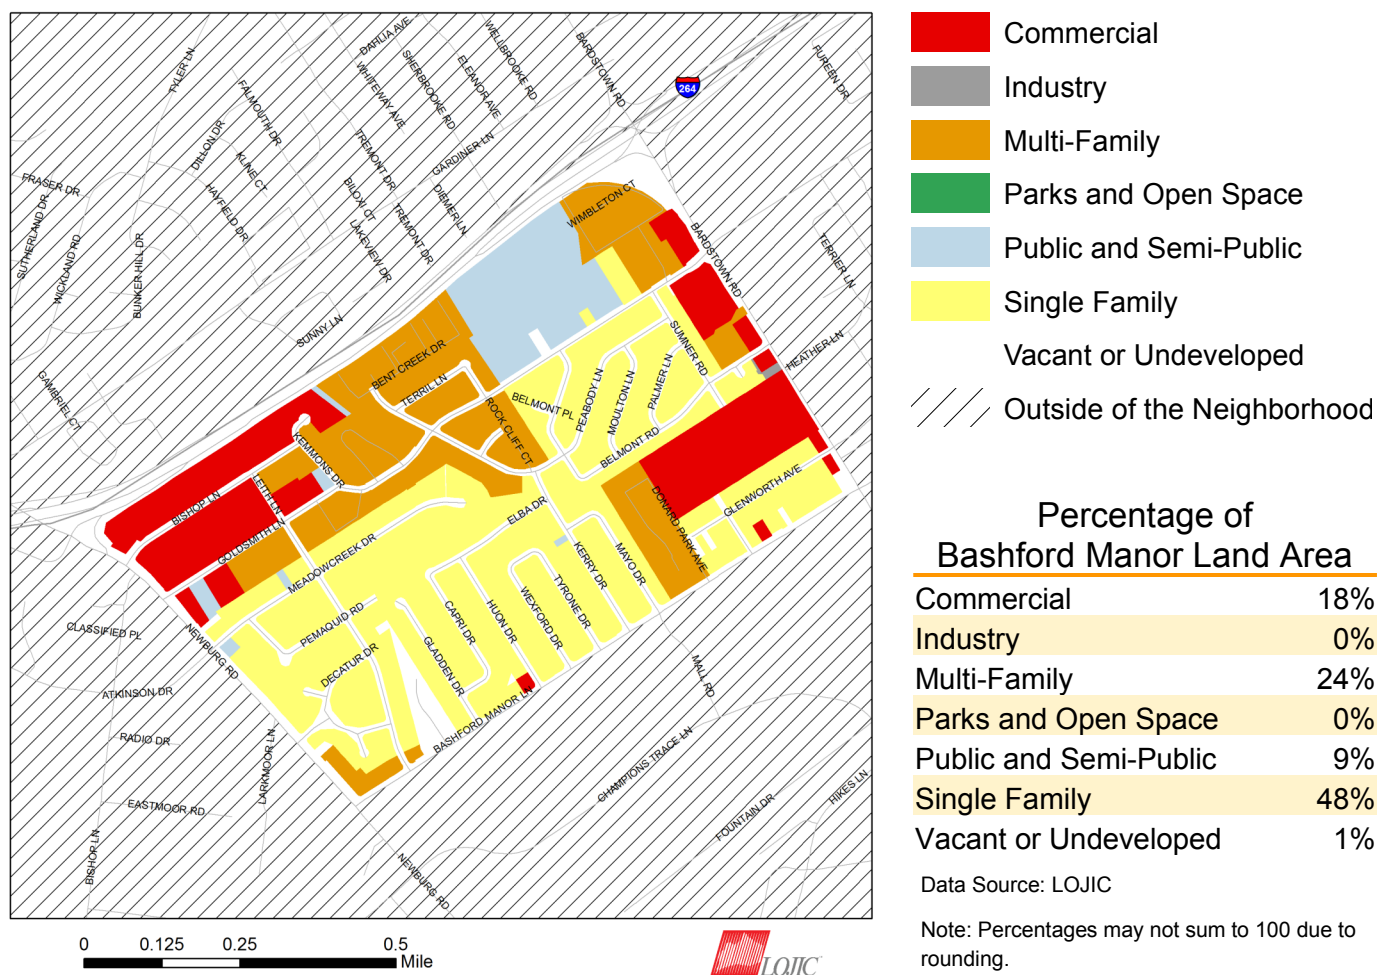 DAHLIA AVE
WELLBROOKE RD
BARDSTOWN RD
TYLER LN
SHERBROOKE RD
ELEANOR AVE
FUREEN DR
WHITEWAY AVE
264
FALMOUTH DR
DILLON DR
TREMONT DR
GARDINER LN
KLINE CT
FRASER DR
BILOXI CT
DIEMER LN
HAYFIELD DR
WIMBLETON CT
SUTHERLAND DR
TREMONT DR
LAKEVIEW DR
BARDSTOWN RD
TERRIER LN
WICKLAND RD
BUNKER HILL DR
SUNNY LN
SUMNER RD
HEATHER LN
BENT CREEK DR
TERRIL LN
PALMER LN
GAMBRIEL CT
PEABODY LN
MOULTON LN
BELMONT PL
ROCK CLIFF CT
BELMONT RD
KEMMONS DR
LEITH LN
BISHOP LN
GLENWORTH AVE
DONARD PARK AVE
ELBA DR
GOLDSMITH LN
MEADOWCREEK DR
KERRY DR
MAYO DR
TYRONE DR
WEXFORD DR
HUON DR
CAPRI DR
PEMAQUID RD
CLASSIFIED PL
NEWBURG RD
GLADDEN DR
DECATUR DR
MALL RD
ATKINSON DR
BASHFORD MANOR LN
RADIO DR
LARKMOOR LN
CHAMPIONS TRACE LN
EASTMOOR RD
FOUNTAIN DR
HIKES LN
BISHOP LN
NEWBURG RD
0 0.125 0.25 0.5
Mile
LOJIC
Commercial
Industry
Multi-Family
Parks and Open Space
Public and Semi-Public
Single Family
Vacant or Undeveloped
Outside of the Neighborhood
Percentage of
Bashford Manor Land Area
Commercial 18%
Industry 0%
Multi-Family 24%
Parks and Open Space 0%
Public and Semi-Public 9%
Single Family 48%
Vacant or Undeveloped 1%
Data Source: LOJIC
Note: Percentages may not sum to 100 due to
rounding.